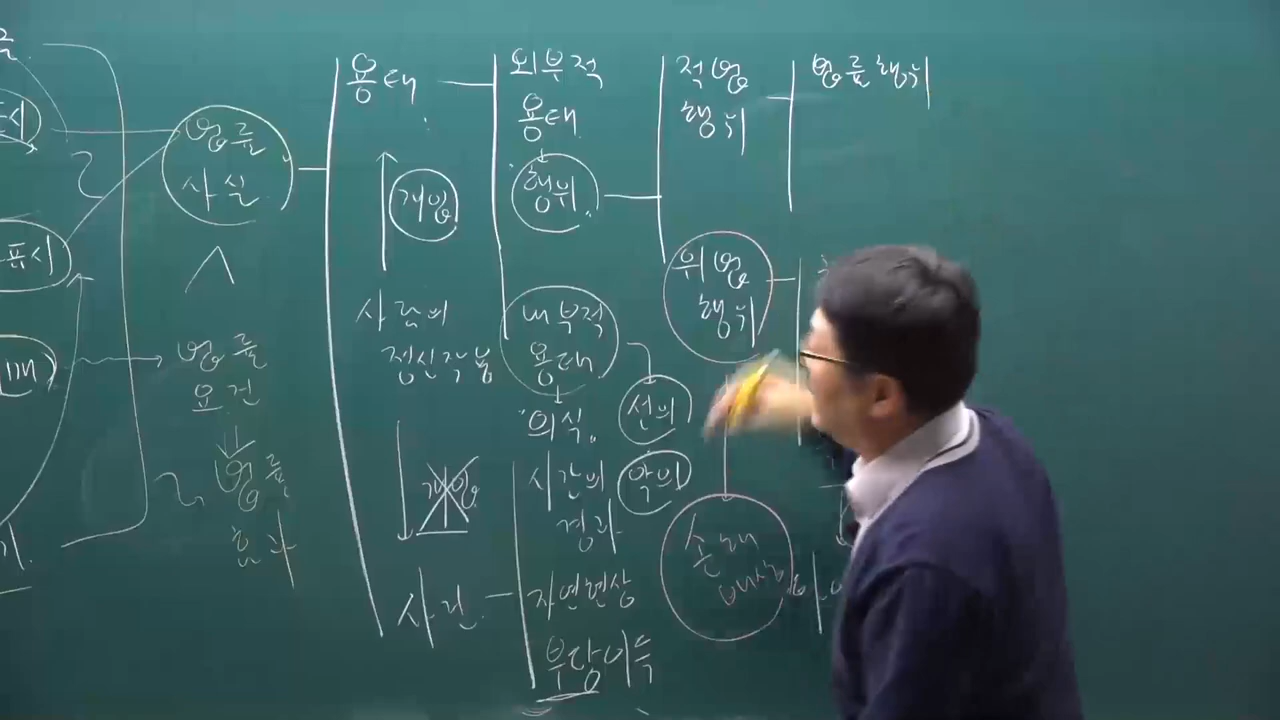 법률
사실
법률
요건
법률
효과
표시
용태
개입
사람의
정신작용
개입
사건
외부적
용태
행위
내부적
용태
의식
선의
악의
시간의
경과
자연현상
부당이득
적법
행위
위법
행위
손해
배상
법률행위